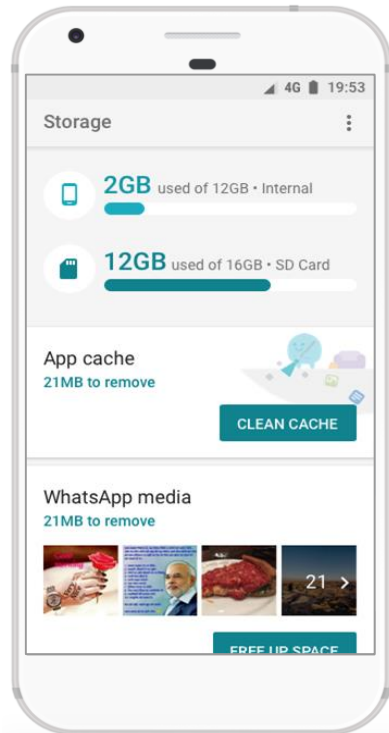 4G 19:53
Storage
2GB used of 12GB • Internal
12GB used of 16GB • SD Card
App cache
21MB to remove
CLEAN CACHE
WhatsApp media
21MB to remove
21 >
FREE UP SPACE